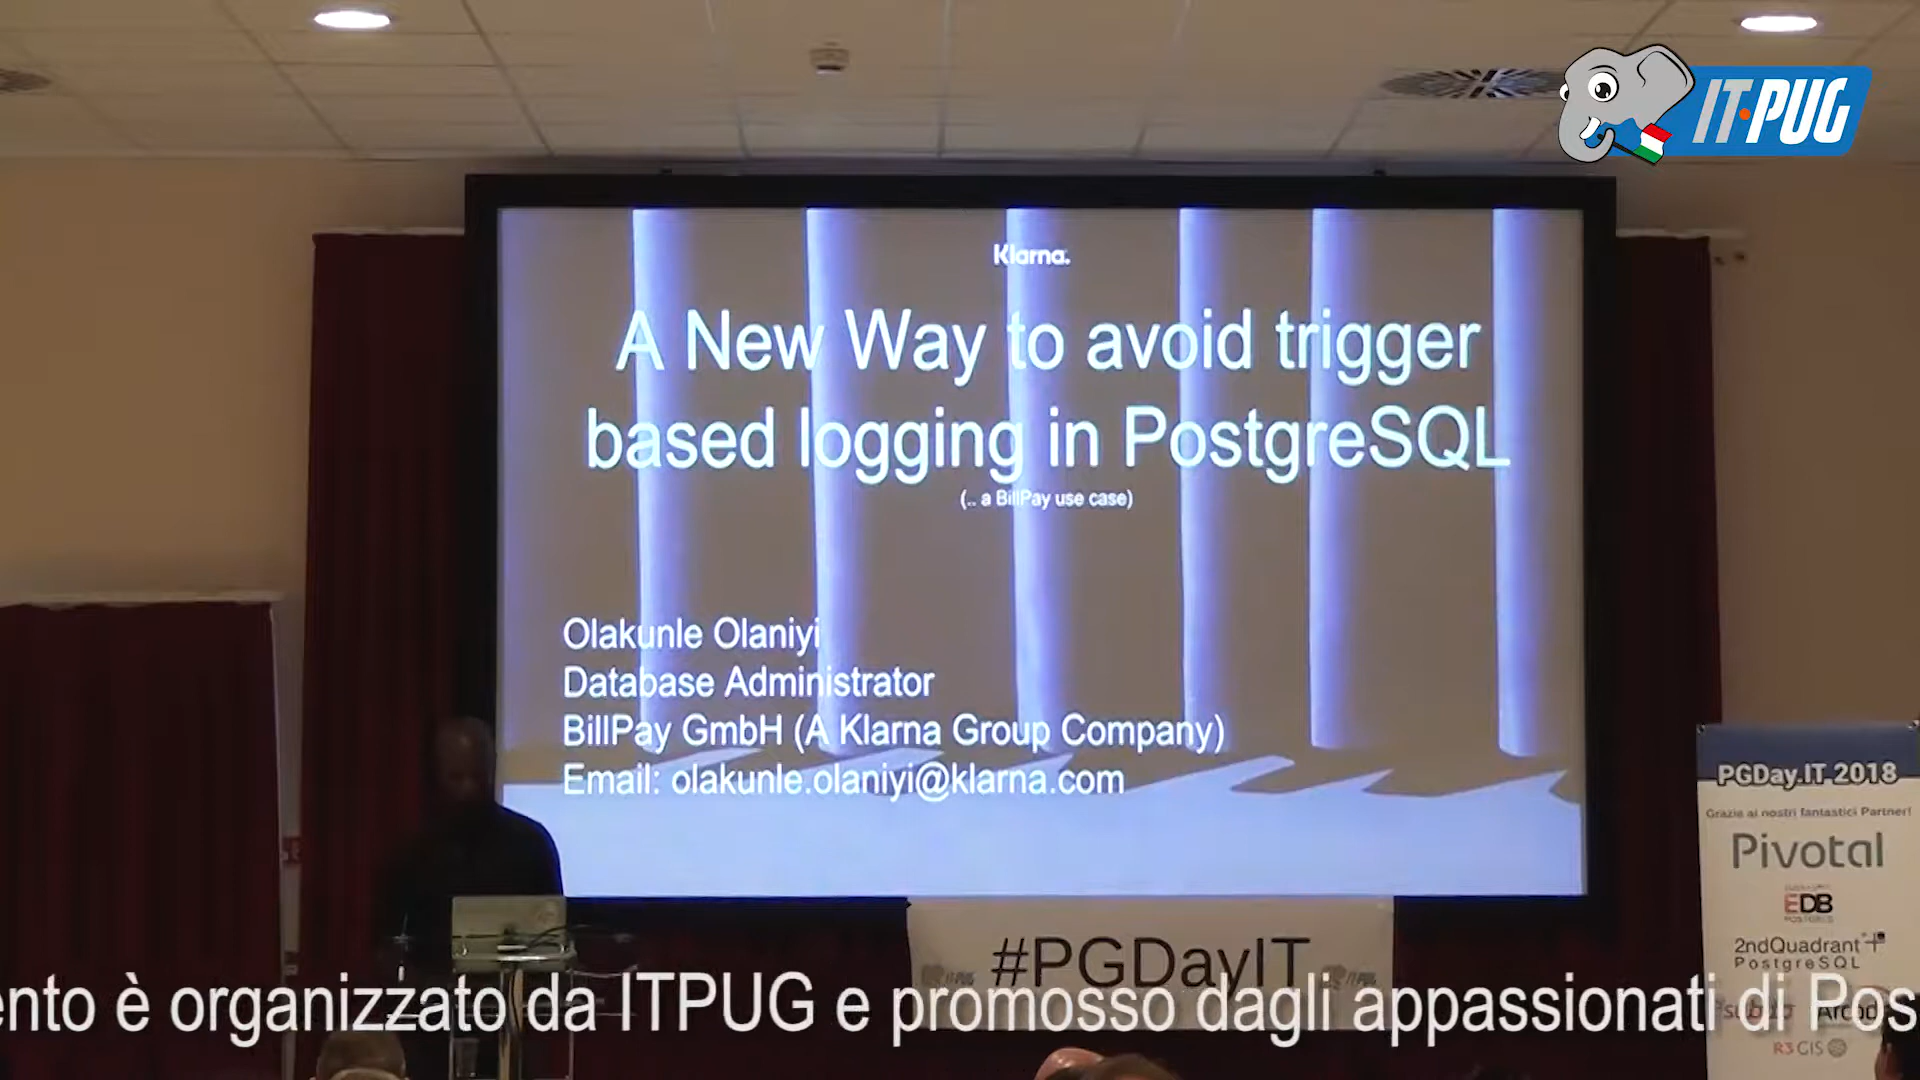 IT·PUG
Klarna.
A New Way to avoid trigger
based logging in PostgreSQL
(.. a BillPay use case)
Olakunle Olaniyi
Database Administrator
BillPay GmbH (A Klarna Group Company)
Email: olakunle.olaniyi@klarna.com
PGDay.IT 2018
Grazie ai nostri fantastici Partner!
Pivotal
EDB
POSTGRES
2ndQuadrant
PostgreSQL
R3 GIS
#PGDayIT
ento è organizzato da ITPUG e promosso dagli appassionati di Pos